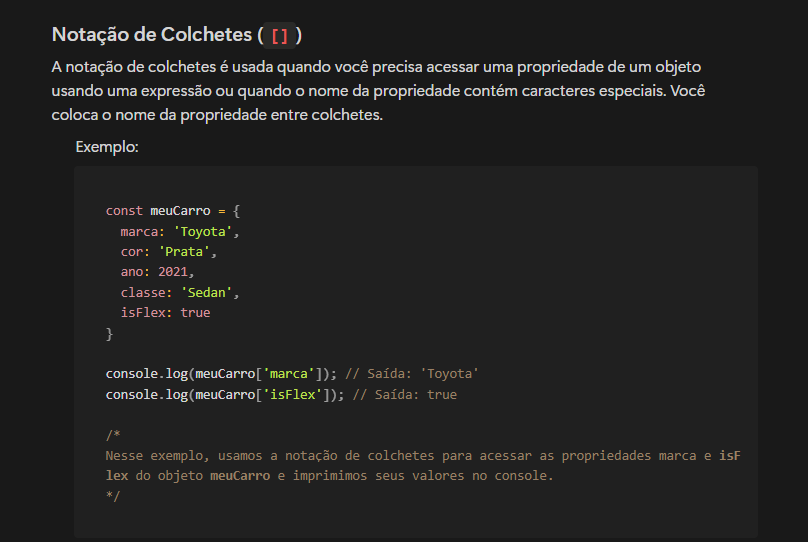 Notação de Colchetes ( [] )
A notação de colchetes é usada quando você precisa acessar uma propriedade de um objeto
usando uma expressão ou quando o nome da propriedade contém caracteres especiais. Você
coloca o nome da propriedade entre colchetes.
Exemplo:
const meuCarro = {
  marca: 'Toyota',
  cor: 'Prata',
  ano: 2021,
  classe: 'Sedan',
  isFlex: true
}
console.log(meuCarro['marca']); // Saída: 'Toyota'
console.log(meuCarro['isFlex']); // Saída: true
/*
Nesse exemplo, usamos a notação de colchetes para acessar as propriedades marca e isF
lex do objeto meuCarro e imprimimos seus valores no console.
*/